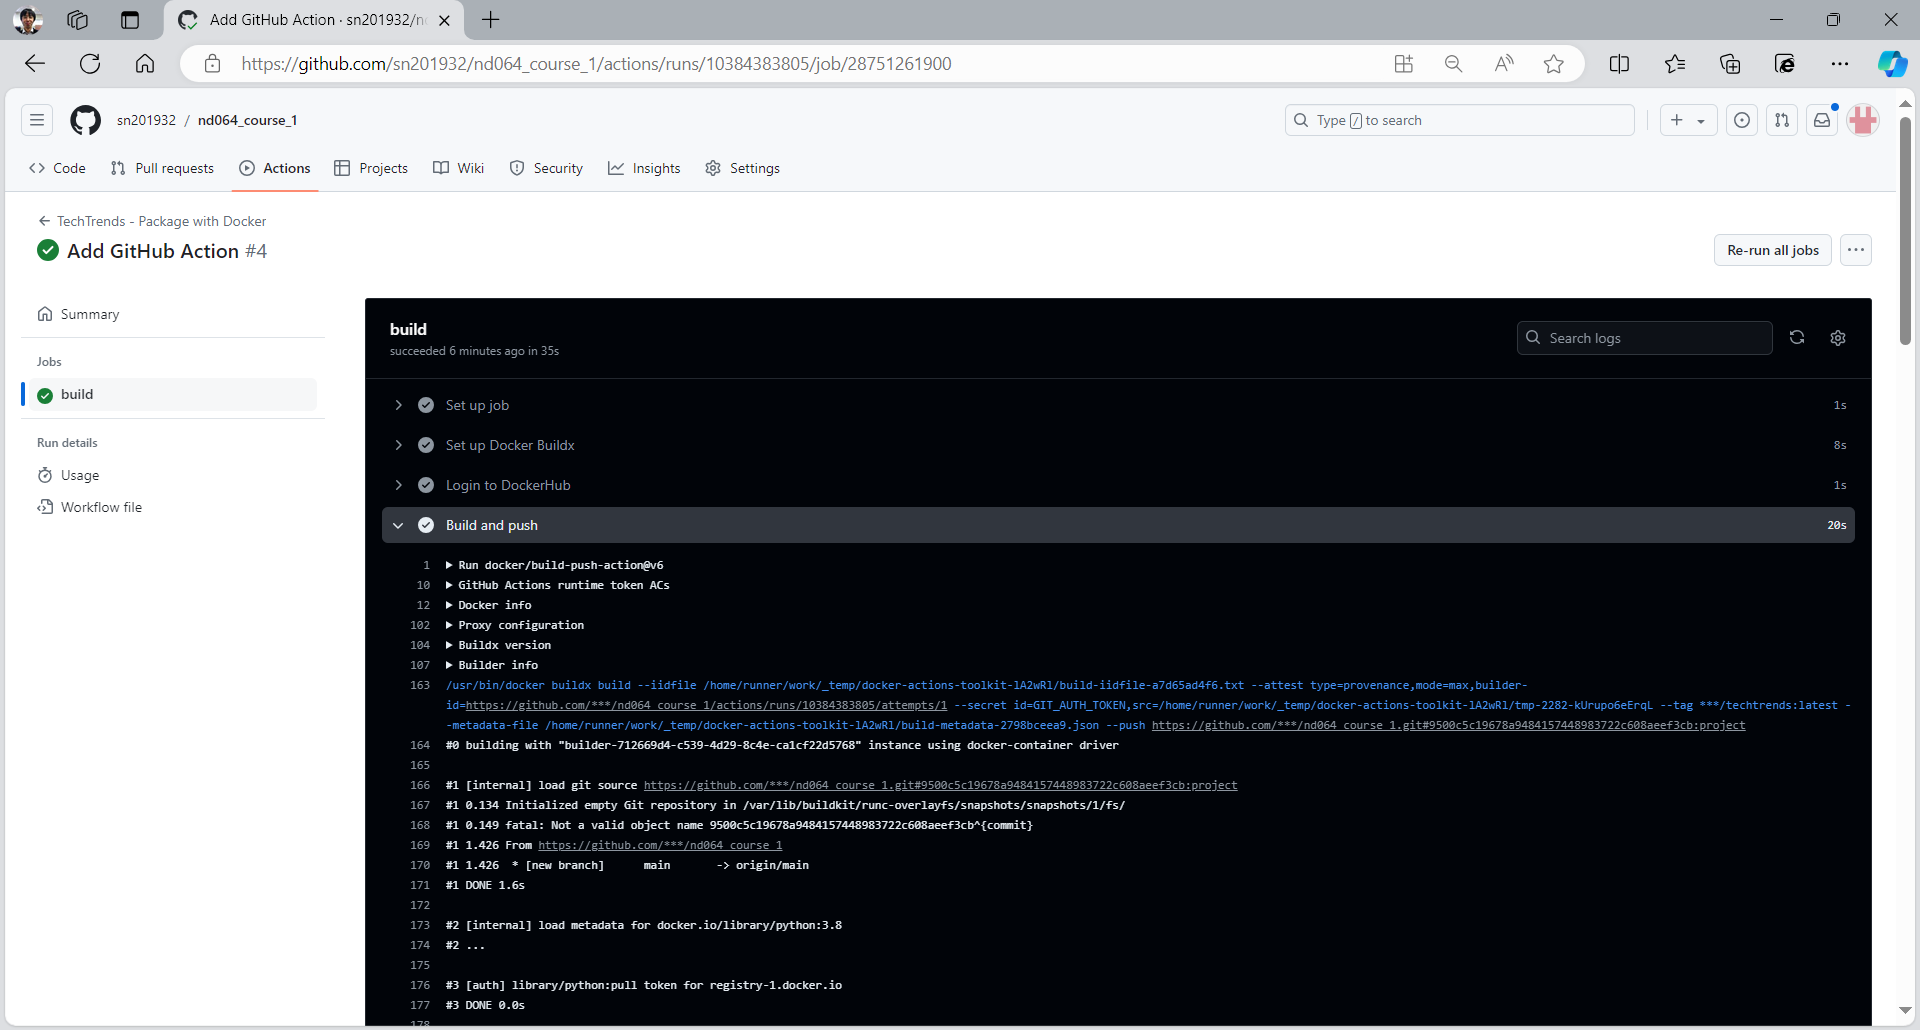 Add GitHub Action · sn201932/nd
https://github.com/sn201932/nd064_course_1/actions/runs/10384383805/job/28751261900
sn201932 / nd064_course_1
Type / to search
Code
Pull requests
Actions
Projects
Wiki
Security
Insights
Settings
TechTrends - Package with Docker
Add GitHub Action #4
Re-run all jobs
Summary
Jobs
build
Run details
Usage
Workflow file
build
succeeded 6 minutes ago in 35s
Search logs
Set up job 1s
Set up Docker Buildx 8s
Login to DockerHub 1s
Build and push 20s
1 Run docker/build-push-action@v6
10 GitHub Actions runtime token ACs
12 Docker info
102 Proxy configuration
104 Buildx version
107 Builder info
163 /usr/bin/docker buildx build --iidfile /home/runner/work/_temp/docker-actions-toolkit-lA2wRl/build-iidfile-a7d65ad4f6.txt --attest type=provenance,mode=max,builder-
id=https://github.com/***/nd064_course_1/actions/runs/10384383805/attempts/1 --secret id=GIT_AUTH_TOKEN,src=/home/runner/work/_temp/docker-actions-toolkit-lA2wRl/tmp-2282-kUrupo6eErqL --tag ***/techtrends:latest -
-metadata-file /home/runner/work/_temp/docker-actions-toolkit-lA2wRl/build-metadata-2798bceea9.json --push https://github.com/***/nd064_course_1.git#9500c5c19678a9484157448983722c608aeef3cb:project
164 #0 building with "builder-712669d4-c539-4d29-8c4e-ca1cf22d5768" instance using docker-container driver
165
166 #1 [internal] load git source https://github.com/***/nd064_course_1.git#9500c5c19678a9484157448983722c608aeef3cb:project
167 #1 0.134 Initialized empty Git repository in /var/lib/buildkit/runc-overlayfs/snapshots/snapshots/1/fs/
168 #1 0.149 fatal: Not a valid object name 9500c5c19678a9484157448983722c608aeef3cb^{commit}
169 #1 1.426 From https://github.com/***/nd064_course_1
170 #1 1.426 * [new branch] main -> origin/main
171 #1 DONE 1.6s
172
173 #2 [internal] load metadata for docker.io/library/python:3.8
174 #2 ...
175
176 #3 [auth] library/python:pull token for registry-1.docker.io
177 #3 DONE 0.0s
178